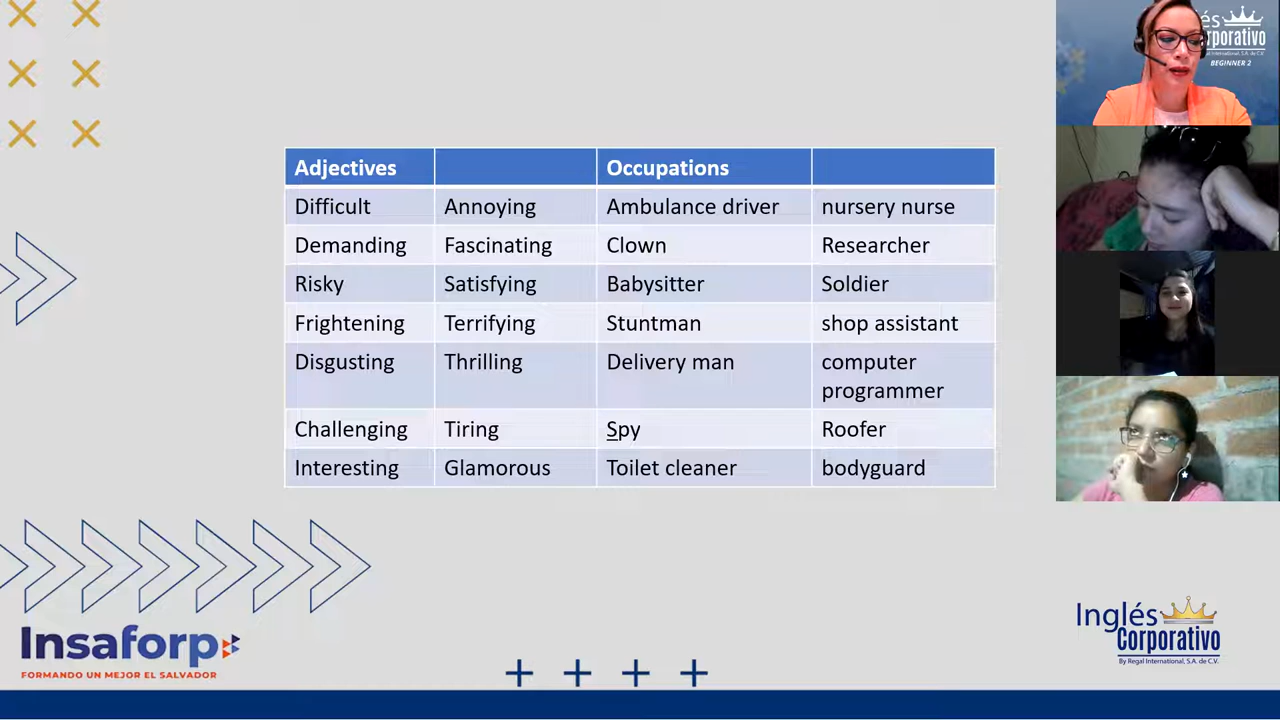 Adjectives Occupations
Difficult Annoying Ambulance driver nursery nurse
Demanding Fascinating Clown Researcher
Risky Satisfying Babysitter Soldier
Frightening Terrifying Stuntman shop assistant
Disgusting Thrilling Delivery man computer
programmer
Challenging Tiring Spy Roofer
Interesting Glamorous Toilet cleaner bodyguard
és
rporativo
BEGINNER 2
Insaforp
FORMANDO UN MEJOR EL SALVADOR
Inglés
Corporativo
By Regal International, S.A. de C.V.